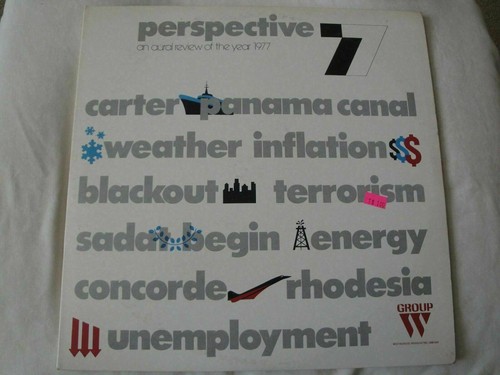 perspective 77
an aural review of the year 1977
carter panama canal
weather inflation $$$
blackout terrorism
sadat begin energy
concorde rhodesia
unemployment
GROUP
W